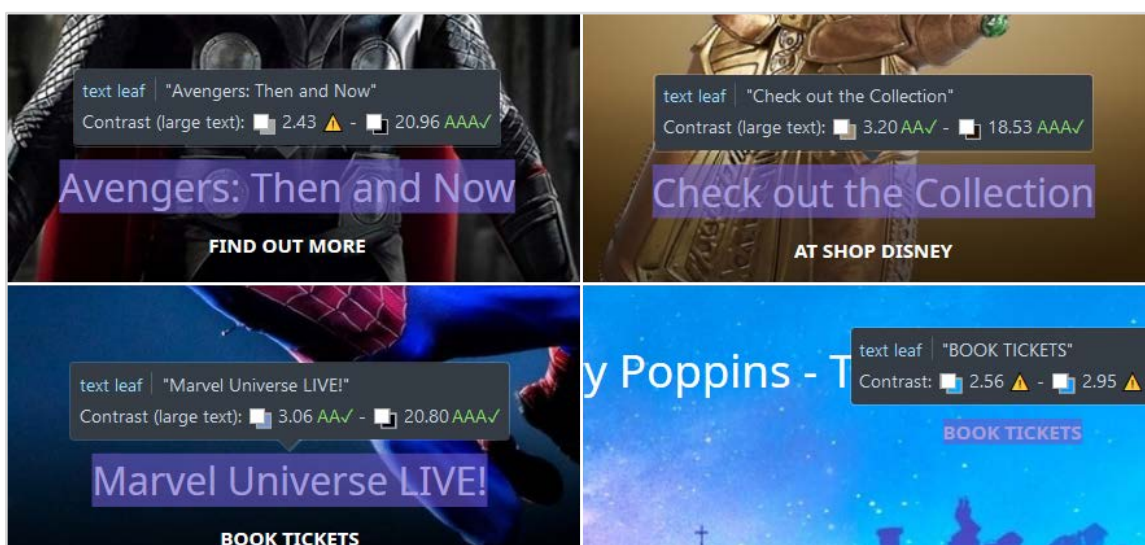 text leaf "Avengers: Then and Now"
Contrast (large text): 2.43 ⚠ - 20.96 AAA✓
Avengers: Then and Now
FIND OUT MORE
text leaf "Check out the Collection"
Contrast (large text): 3.20 AA✓ - 18.53 AAA✓
Check out the Collection
AT SHOP DISNEY
text leaf "Marvel Universe LIVE!"
Contrast (large text): 3.06 AA✓ - 20.80 AAA✓
Marvel Universe LIVE!
BOOK TICKETS
y Poppins - T
text leaf "BOOK TICKETS"
Contrast: 2.56 ⚠ - 2.95 ⚠
BOOK TICKETS